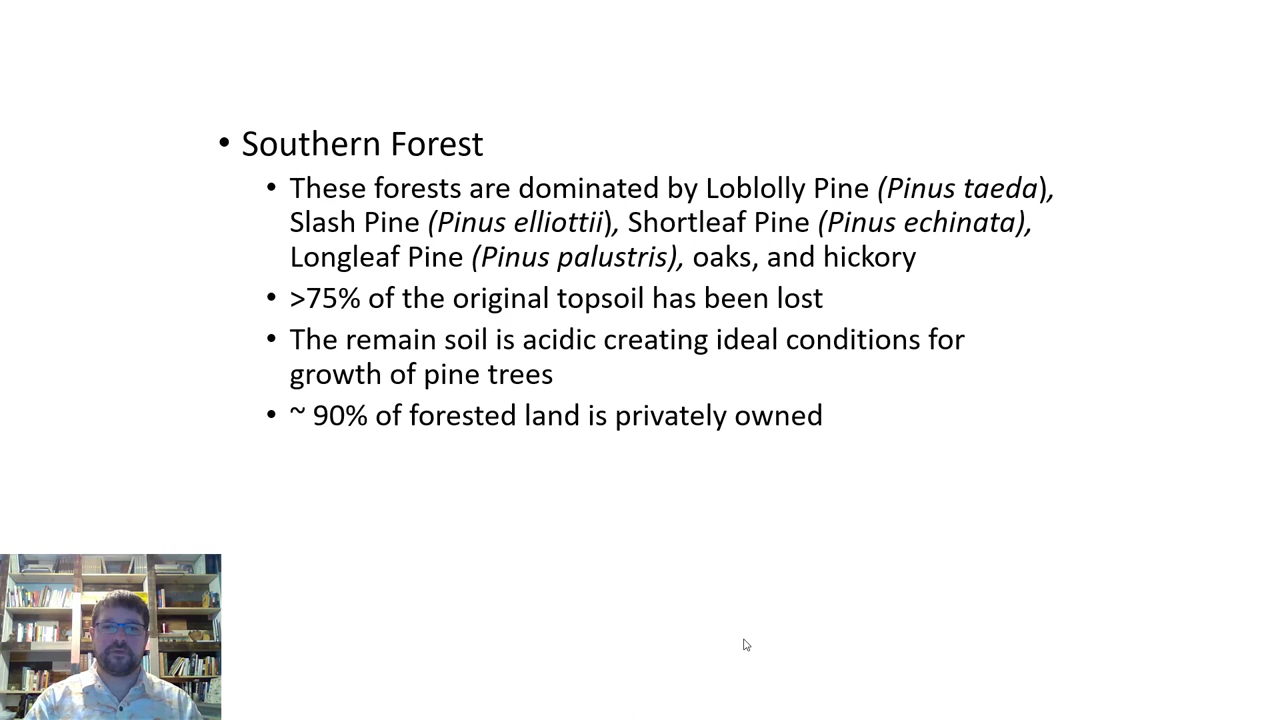 • Southern Forest
• These forests are dominated by Loblolly Pine (Pinus taeda),
Slash Pine (Pinus elliottii), Shortleaf Pine (Pinus echinata),
Longleaf Pine (Pinus palustris), oaks, and hickory
• >75% of the original topsoil has been lost
• The remain soil is acidic creating ideal conditions for
growth of pine trees
• ~ 90% of forested land is privately owned